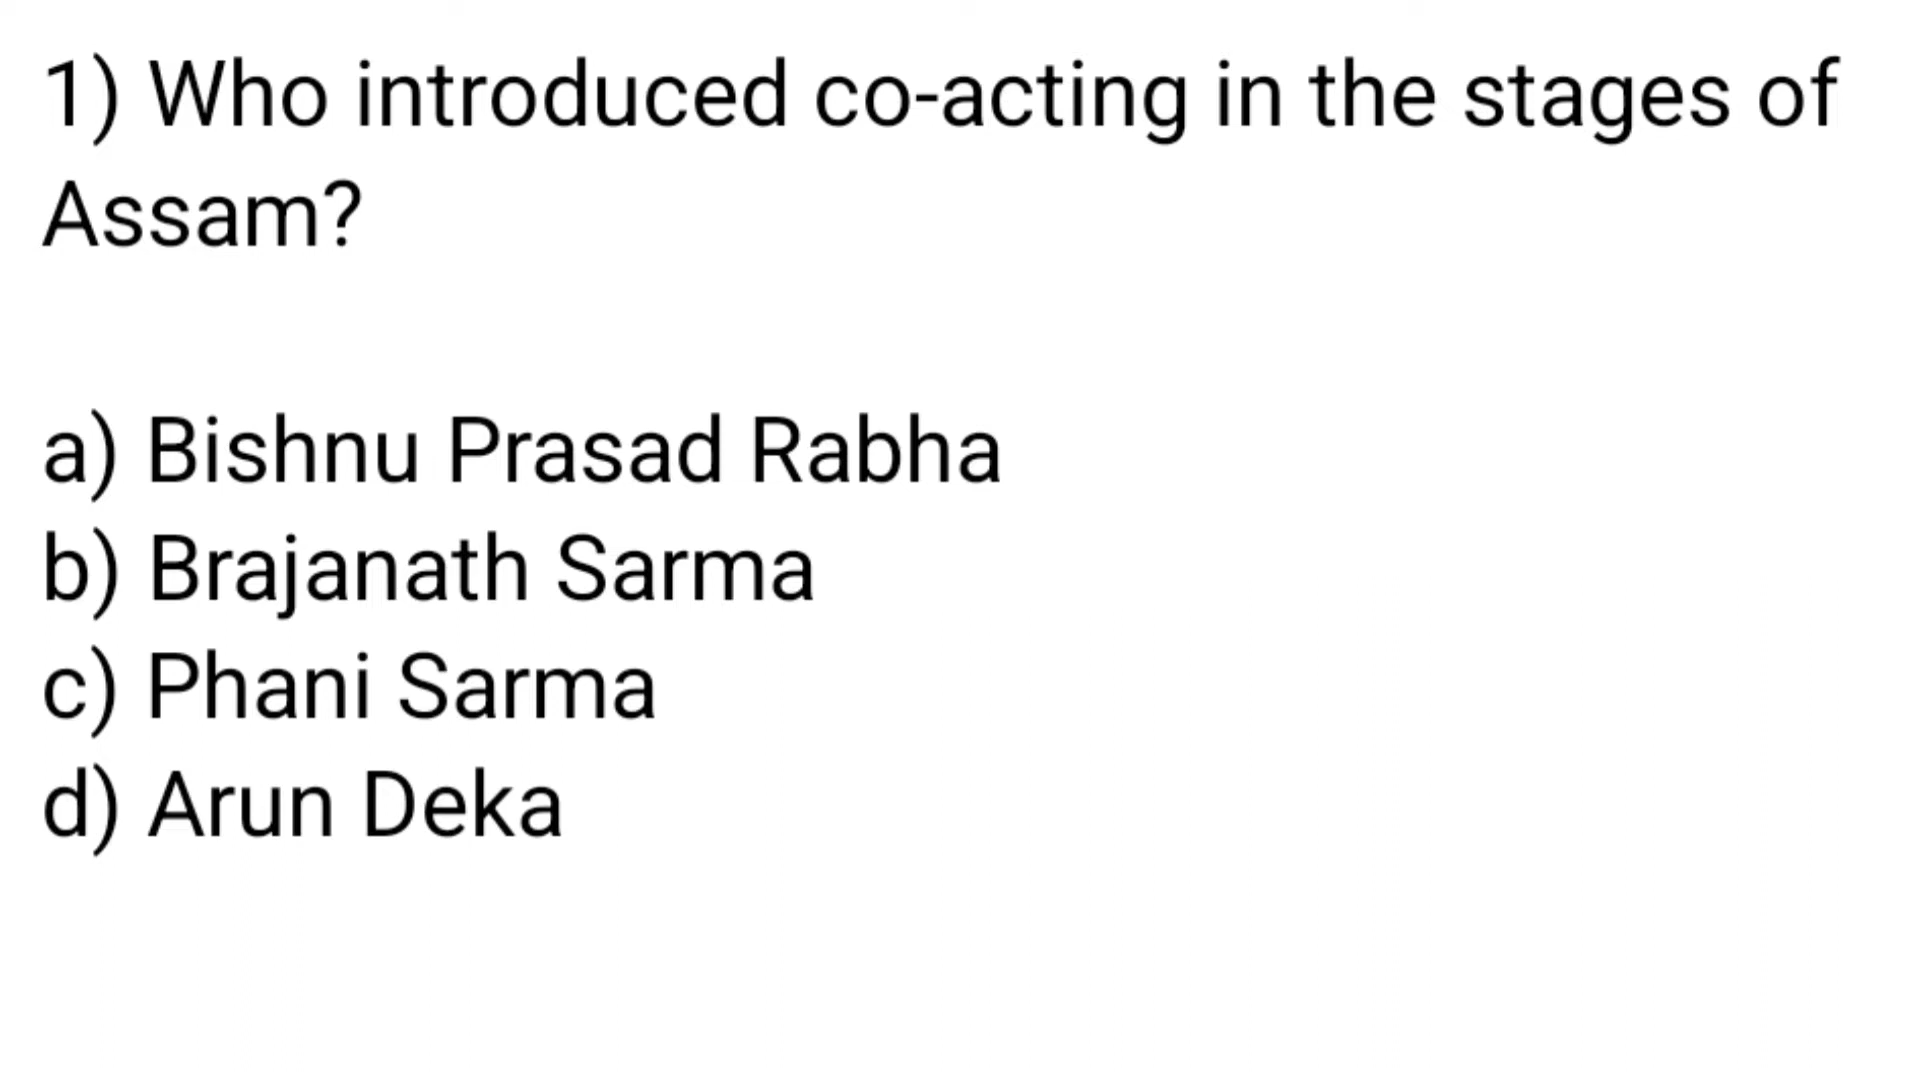 1) Who introduced co-acting in the stages of
Assam?
a) Bishnu Prasad Rabha
b) Brajanath Sarma
c) Phani Sarma
d) Arun Deka